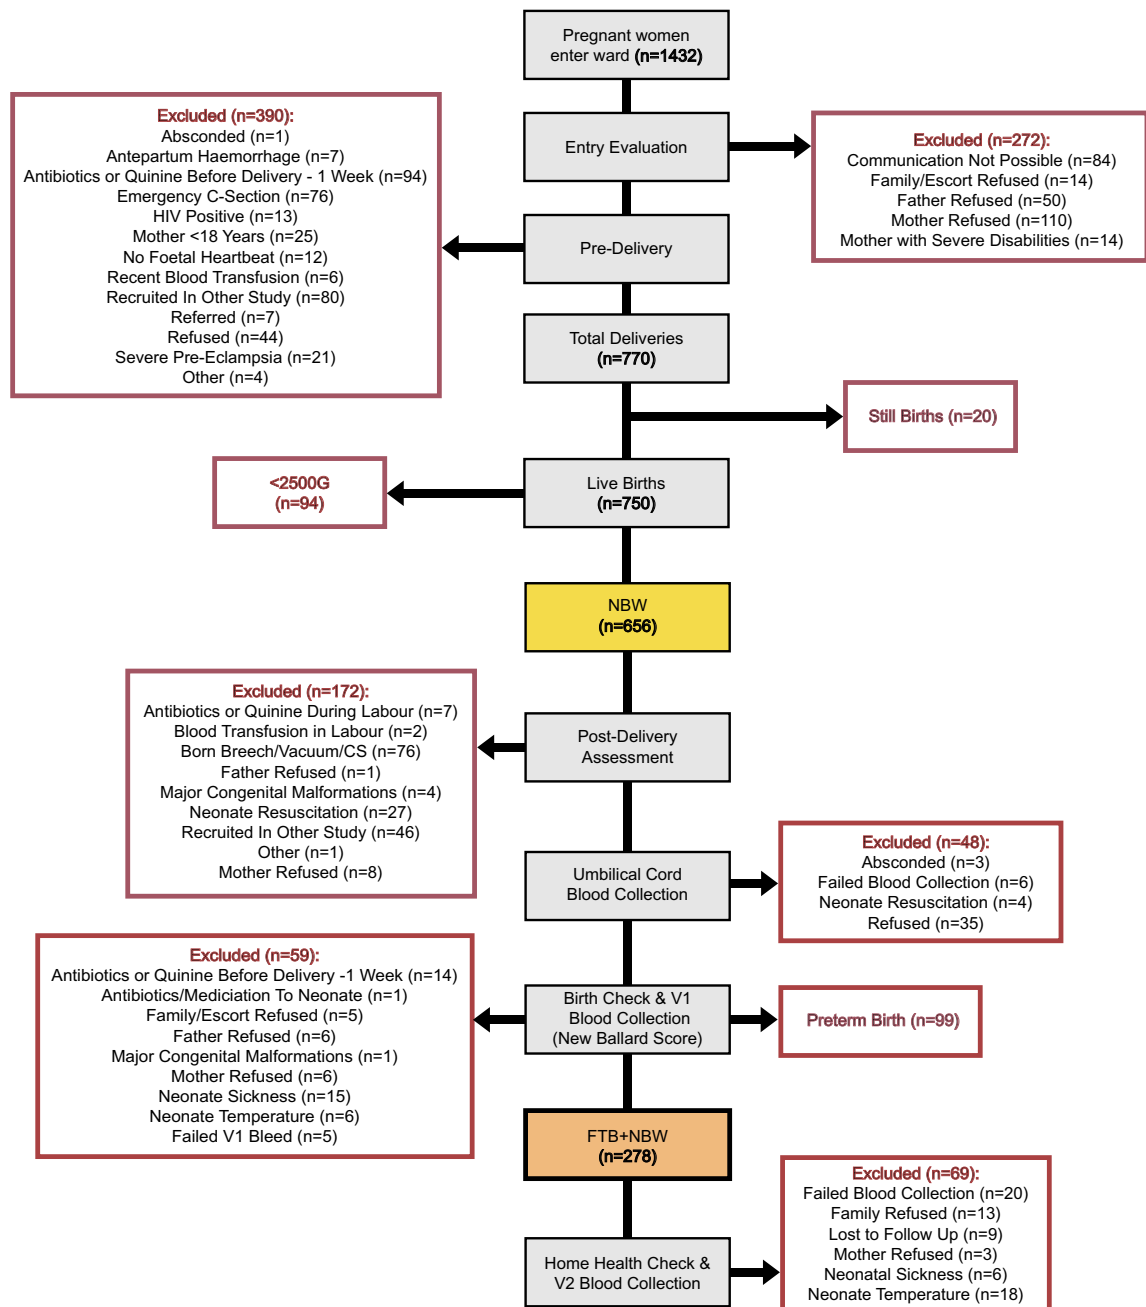 Pregnant women
enter ward (n=1432)
Entry Evaluation
Excluded (n=272):
Communication Not Possible (n=84)
Family/Escort Refused (n=14)
Father Refused (n=50)
Mother Refused (n=110)
Mother with Severe Disabilities (n=14)
Excluded (n=390):
Absconded (n=1)
Antepartum Haemorrhage (n=7)
Antibiotics or Quinine Before Delivery - 1 Week (n=94)
Emergency C-Section (n=76)
HIV Positive (n=13)
Mother <18 Years (n=25)
No Foetal Heartbeat (n=12)
Recent Blood Transfusion (n=6)
Recruited In Other Study (n=80)
Referred (n=7)
Refused (n=44)
Severe Pre-Eclampsia (n=21)
Other (n=4)
Pre-Delivery
Total Deliveries
(n=770)
Still Births (n=20)
Live Births
(n=750)
<2500G
(n=94)
NBW
(n=656)
Excluded (n=172):
Antibiotics or Quinine During Labour (n=7)
Blood Transfusion in Labour (n=2)
Born Breech/Vacuum/CS (n=76)
Father Refused (n=1)
Major Congenital Malformations (n=4)
Neonate Resuscitation (n=27)
Recruited In Other Study (n=46)
Other (n=1)
Mother Refused (n=8)
Post-Delivery
Assessment
Umbilical Cord
Blood Collection
Excluded (n=48):
Absconded (n=3)
Failed Blood Collection (n=6)
Neonate Resuscitation (n=4)
Refused (n=35)
Excluded (n=59):
Antibiotics or Quinine Before Delivery -1 Week (n=14)
Antibiotics/Mediciation To Neonate (n=1)
Family/Escort Refused (n=5)
Father Refused (n=6)
Major Congenital Malformations (n=1)
Mother Refused (n=6)
Neonate Sickness (n=15)
Neonate Temperature (n=6)
Failed V1 Bleed (n=5)
Birth Check & V1
Blood Collection
(New Ballard Score)
Preterm Birth (n=99)
FTB+NBW
(n=278)
Home Health Check &
V2 Blood Collection
Excluded (n=69):
Failed Blood Collection (n=20)
Family Refused (n=13)
Lost to Follow Up (n=9)
Mother Refused (n=3)
Neonatal Sickness (n=6)
Neonate Temperature (n=18)